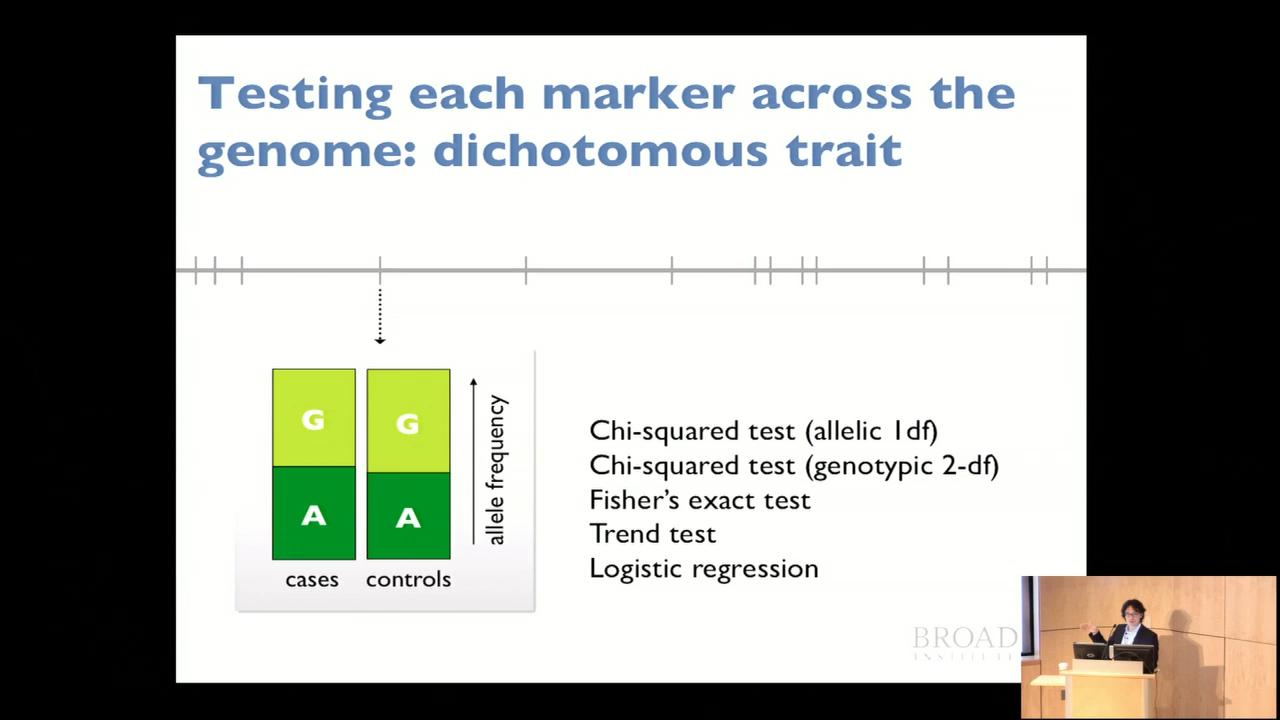 Testing each marker across the
genome: dichotomous trait
G
G
A
A
cases
controls
allele frequency
Chi-squared test (allelic 1df)
Chi-squared test (genotypic 2-df)
Fisher's exact test
Trend test
Logistic regression
BROAD
INSTITUTE